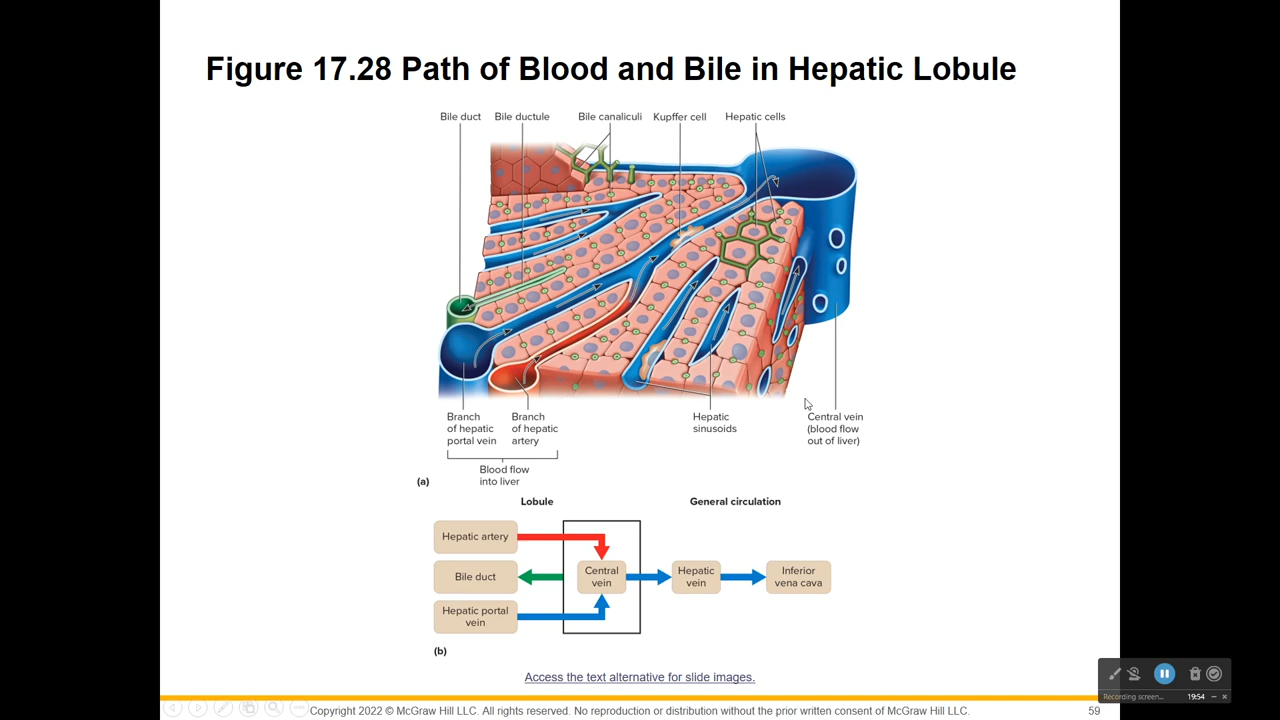 Figure 17.28 Path of Blood and Bile in Hepatic Lobule
Bile duct
Bile ductule
Bile canaliculi
Kupffer cell
Hepatic cells
Branch
of hepatic
portal vein
Branch
of hepatic
artery
Hepatic
sinusoids
Central vein
(blood flow
out of liver)
Blood flow
into liver
(a)
Lobule
General circulation
Hepatic artery
Bile duct
Hepatic portal
vein
Central
vein
Hepatic
vein
Inferior
vena cava
(b)
Access the text alternative for slide images.
Copyright 2022 © McGraw Hill LLC. All rights reserved. No reproduction or distribution without the prior written consent of McGraw Hill LLC.
59
Recording screen...
19:54